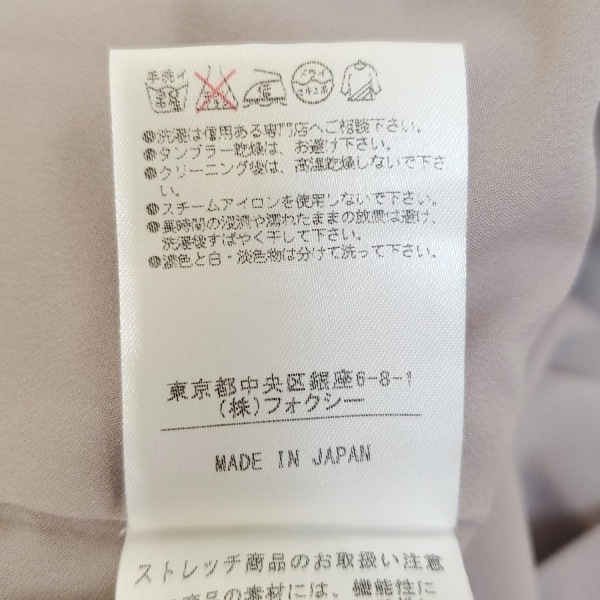 手洗イ
中性
低
ドライ
セキユ系
●洗濯は信用ある専門店へご相談下さい。
●タンブラー乾燥は、お避け下さい。
●クリーニング後は、高温乾燥しないで下さ
い。
●スチームアイロンを使用しないで下さい。
●長時間の浸漬や濡れたままの放置は避け、
洗濯後すばやく干して下さい。
●濃色と白・淡色物は分けて洗って下さい。
東京都中央区銀座6-8-1
(株)フォクシー
MADE IN JAPAN
ストレッチ商品のお取扱い注意
商品の素材には、機能性に